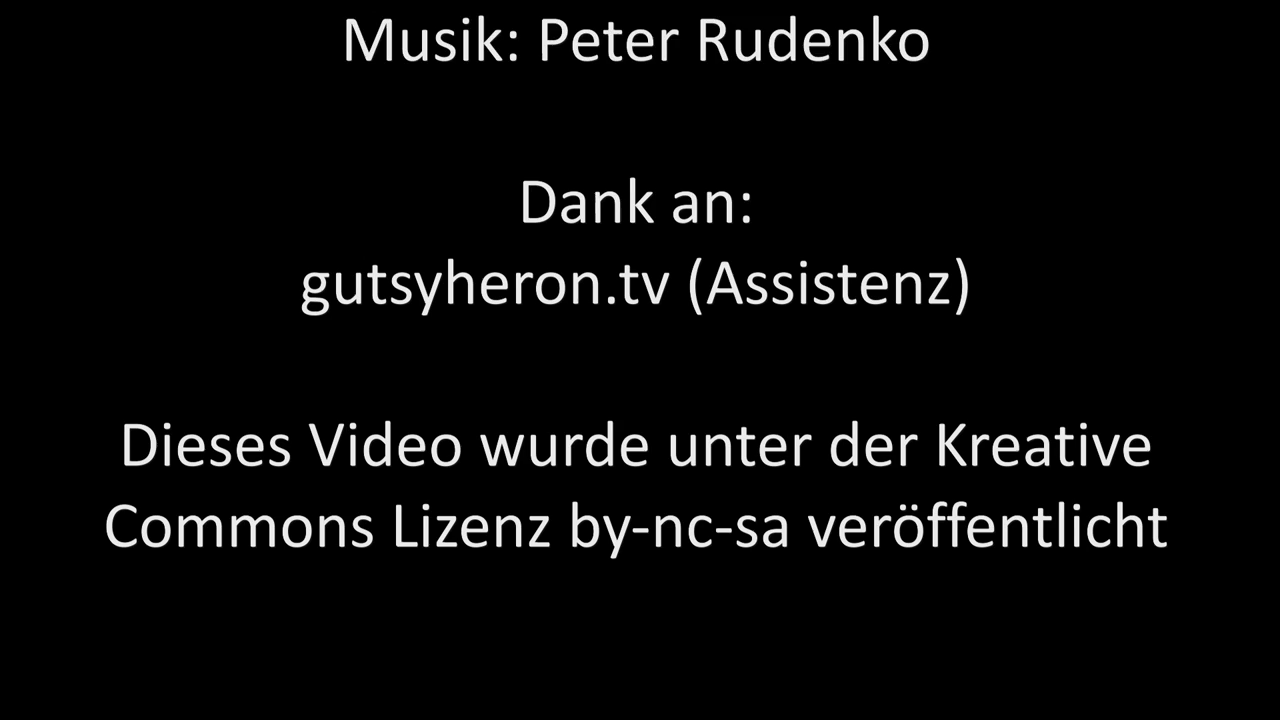 Musik: Peter Rudenko
Dank an:
gutsyheron.tv (Assistenz)
Dieses Video wurde unter der Kreative
Commons Lizenz by-nc-sa veröffentlicht